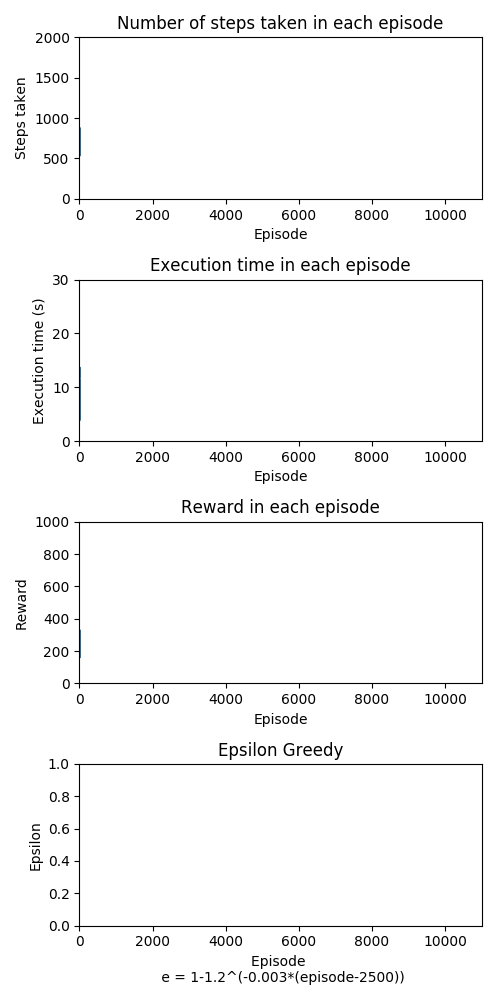 Number of steps taken in each episode
2000
1500
1000
500
0
Steps taken
0 2000 4000 6000 8000 10000
Episode
Execution time in each episode
30
20
10
0
Execution time (s)
0 2000 4000 6000 8000 10000
Episode
Reward in each episode
1000
800
600
400
200
0
Reward
0 2000 4000 6000 8000 10000
Episode
Epsilon Greedy
1.0
0.8
0.6
0.4
0.2
0.0
Epsilon
0 2000 4000 6000 8000 10000
Episode
e = 1-1.2^(-0.003*(episode-2500))